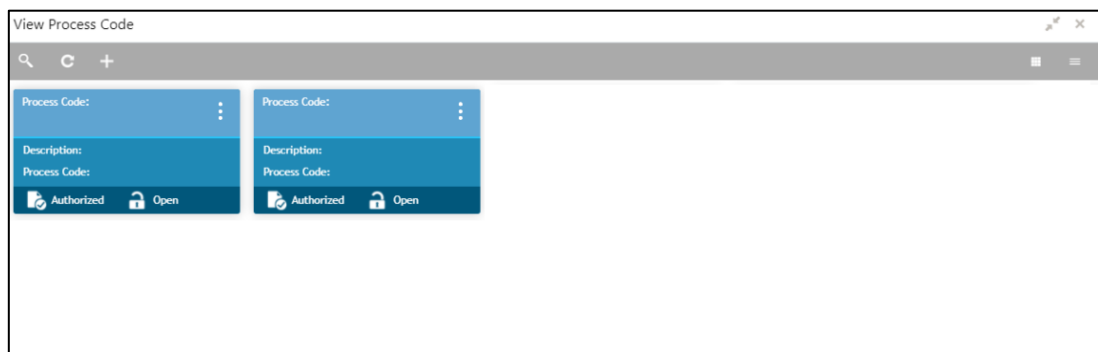 View Process Code
Process Code:
Description:
Process Code:
Authorized Open
Process Code:
Description:
Process Code:
Authorized Open